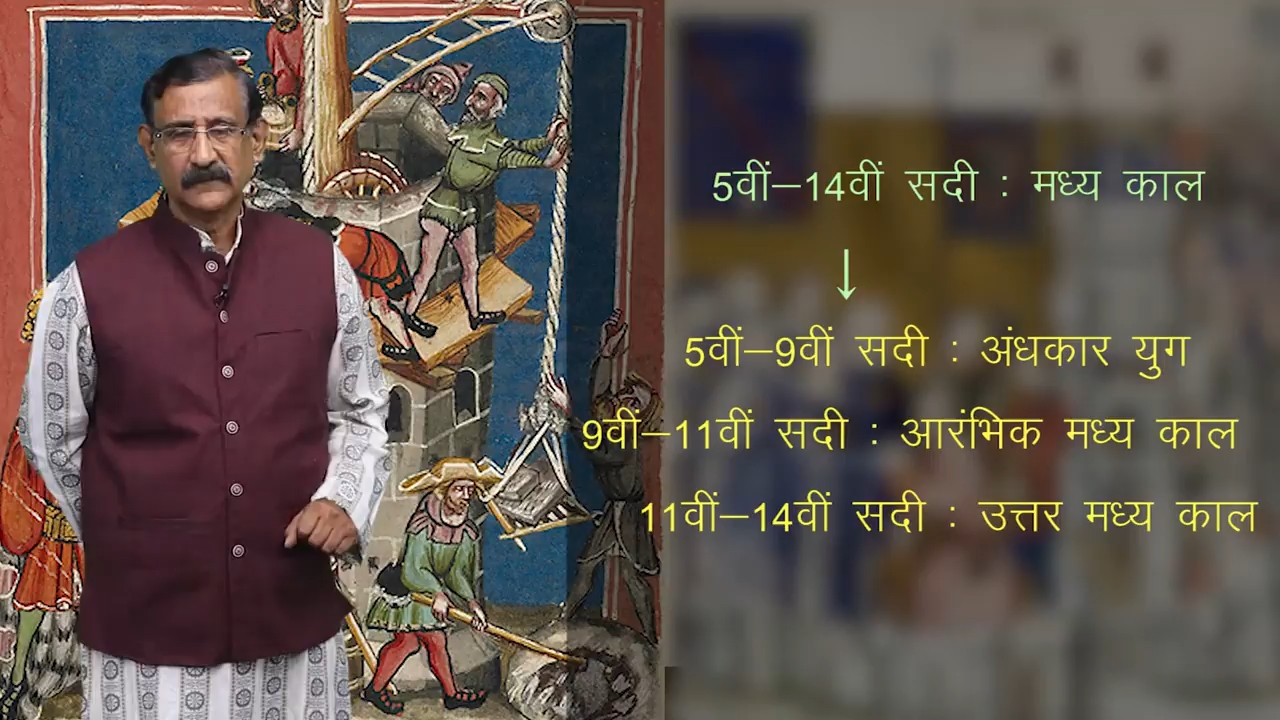 5वीं–14वीं सदी : मध्य काल
↓
5वीं–9वीं सदी : अंधकार युग
9वीं–11वीं सदी : आरंभिक मध्य काल
11वीं–14वीं सदी : उत्तर मध्य काल